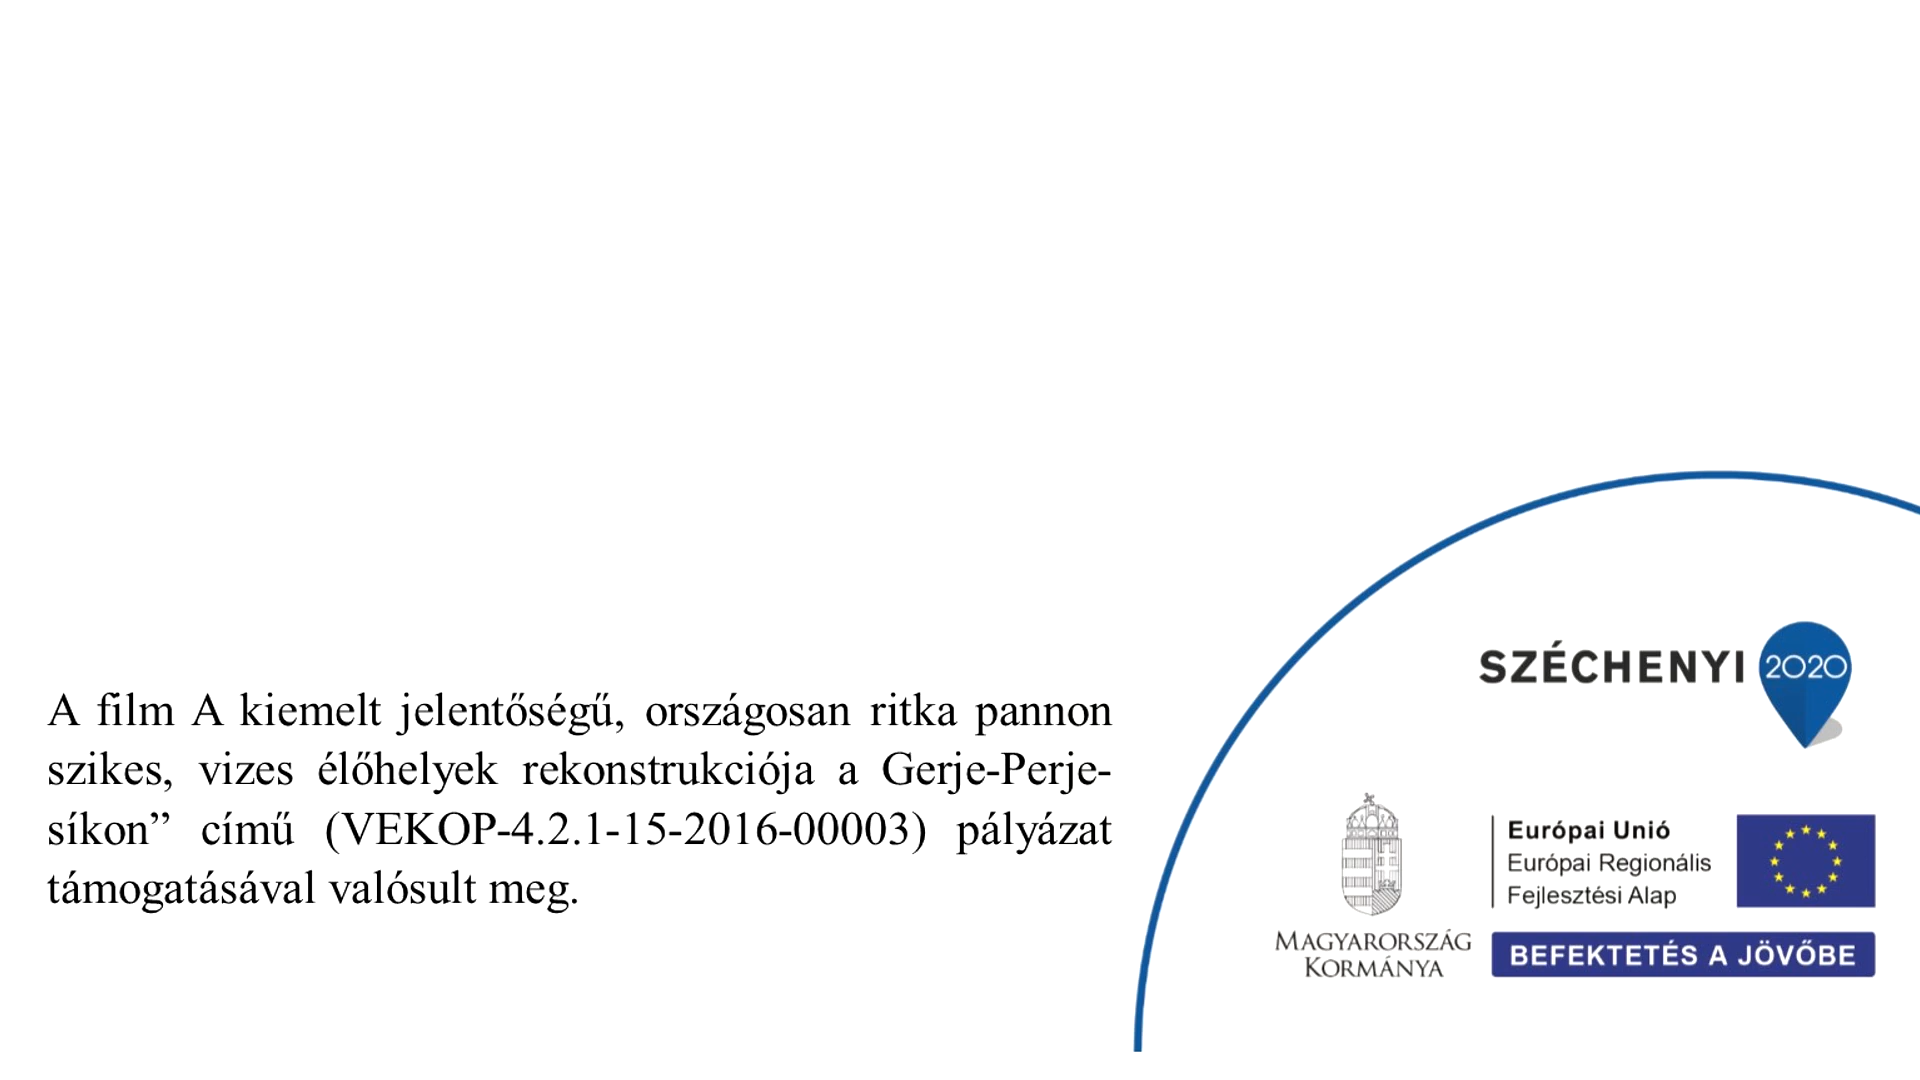 A film A kiemelt jelentőségű, országosan ritka pannon
szikes, vizes élőhelyek rekonstrukciója a Gerje-Perje-
síkon” című (VEKOP-4.2.1-15-2016-00003) pályázat
támogatásával valósult meg.
SZÉCHENYI 2020
MAGYARORSZÁG
KORMÁNYA
Európai Unió
Európai Regionális
Fejlesztési Alap
BEFEKTETÉS A JÖVŐBE